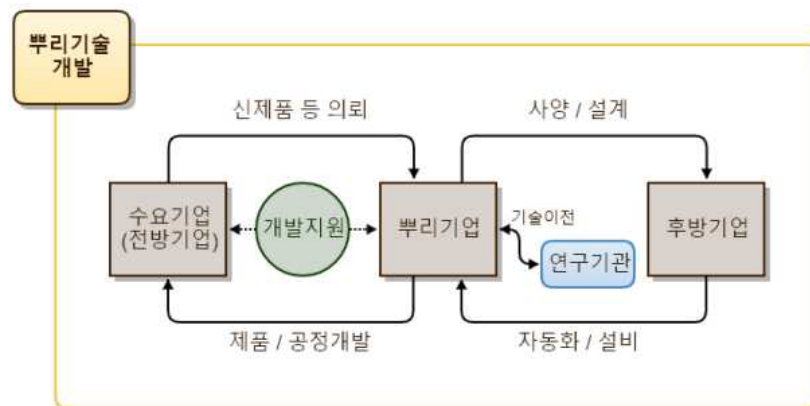 뿌리기술
개발
신제품 등 의뢰
사양 / 설계
수요기업
(전방기업)
개발지원
뿌리기업
기술이전
연구기관
후방기업
제품 / 공정개발
자동화 / 설비